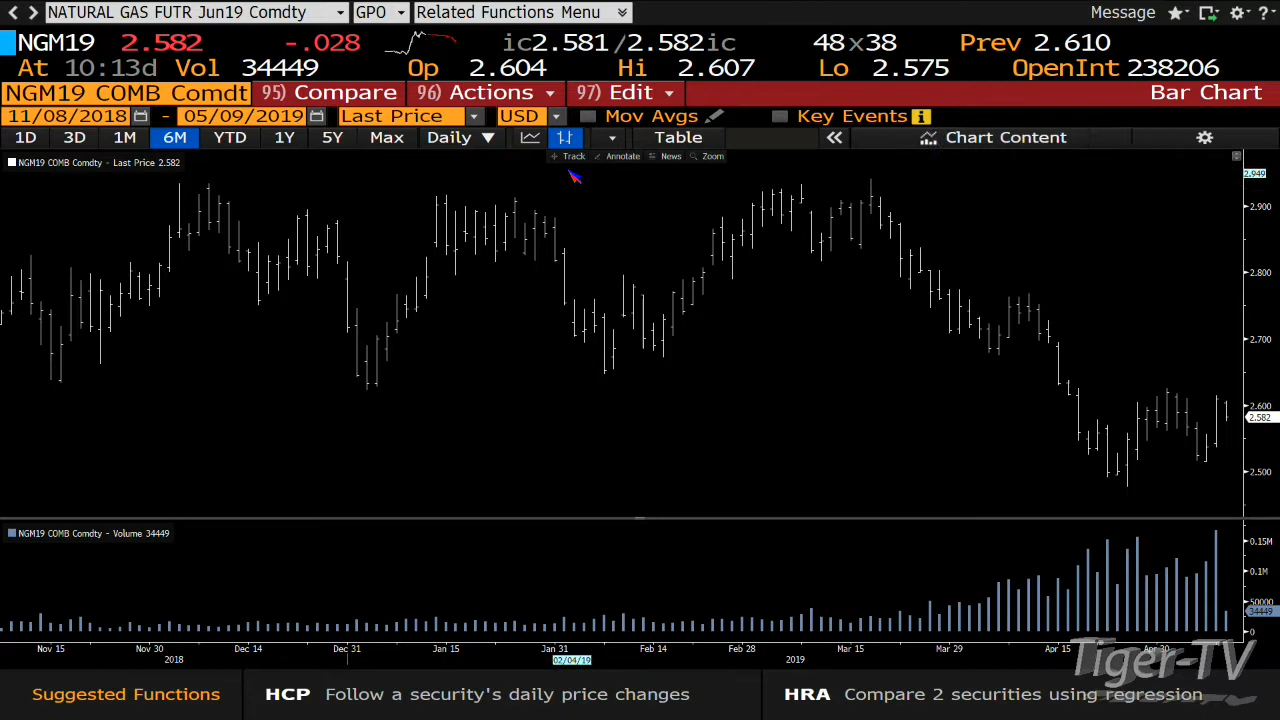 NATURAL GAS FUTR Jun19 Comdty GPO Related Functions Menu Message ?
NGM19 2.582 -.028 ic2.581/2.582ic 48x38 Prev 2.610
At 10:13d Vol 34449 Op 2.604 Hi 2.607 Lo 2.575 OpenInt 238206
NGM19 COMB Comdt 95) Compare 96) Actions 97) Edit Bar Chart
11/08/2018 - 05/09/2019 Last Price USD Mov Avgs Key Events i
1D 3D 1M 6M YTD 1Y 5Y Max Daily Table Chart Content
Track Annotate News Zoom
NGM19 COMB Comdty - Last Price 2.582
2.949
2.900
2.800
2.700
2.600
2.582
2.500
NGM19 COMB Comdty - Volume 34449
0.15M
0.1M
50000
34449
0
Nov 15 Nov 30 Dec 14 Dec 31 Jan 15 Jan 31 Feb 14 Feb 28 Mar 15 Mar 29 Apr 15 Apr 30
2018 02/04/19 2019
Tiger-TV
Suggested Functions HCP Follow a security's daily price changes HRA Compare 2 securities using regression